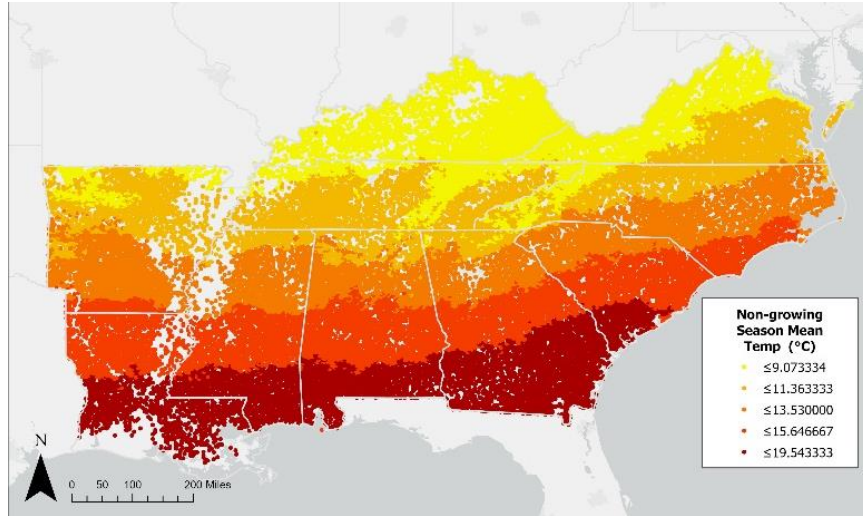 Non-growing
Season Mean
Temp (°C)
≤9.073334
≤11.363333
≤13.530000
≤15.646667
≤19.543333
N
0 50 100 200 Miles